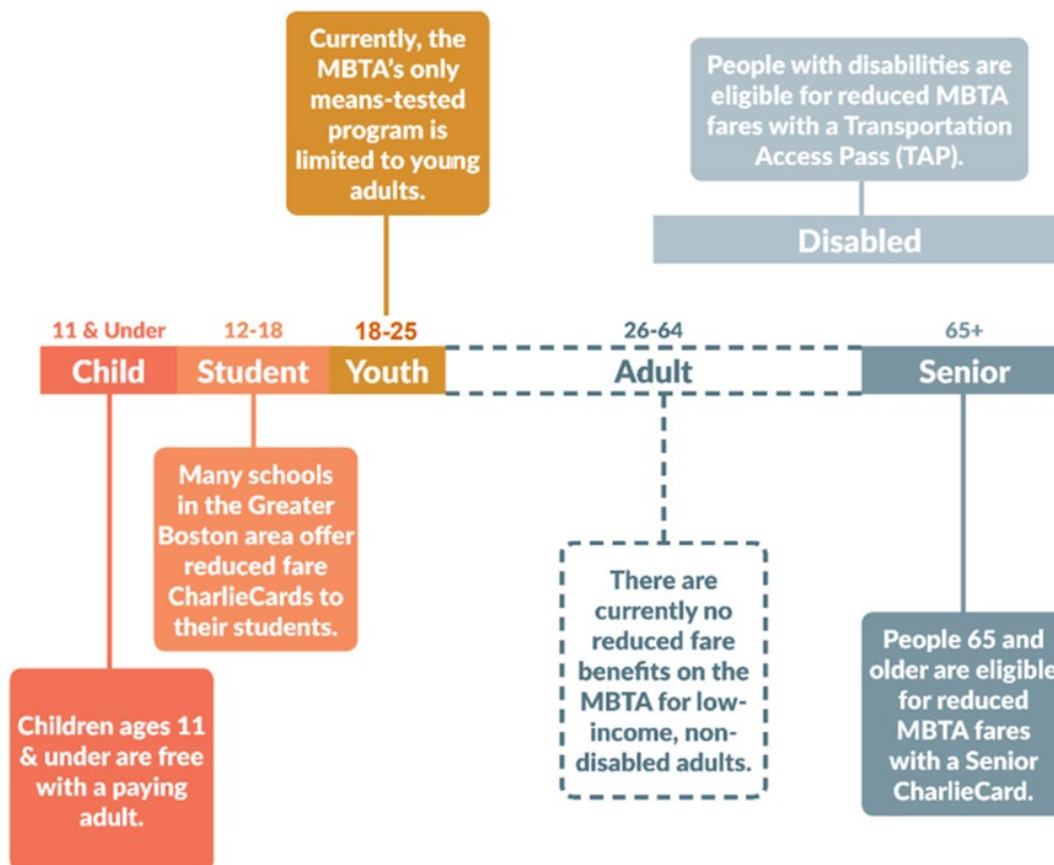 Currently, the
MBTA's only
means-tested
program is
limited to young
adults.
People with disabilities are
eligible for reduced MBTA
fares with a Transportation
Access Pass (TAP).
Disabled
11 & Under
12-18
18-25
26-64
65+
Child
Student
Youth
Adult
Senior
Many schools
in the Greater
Boston area offer
reduced fare
CharlieCards to
their students.
There are
currently no
reduced fare
benefits on the
MBTA for low-
income, non-
disabled adults.
People 65 and
older are eligible
for reduced
MBTA fares
with a Senior
CharlieCard.
Children ages 11
& under are free
with a paying
adult.